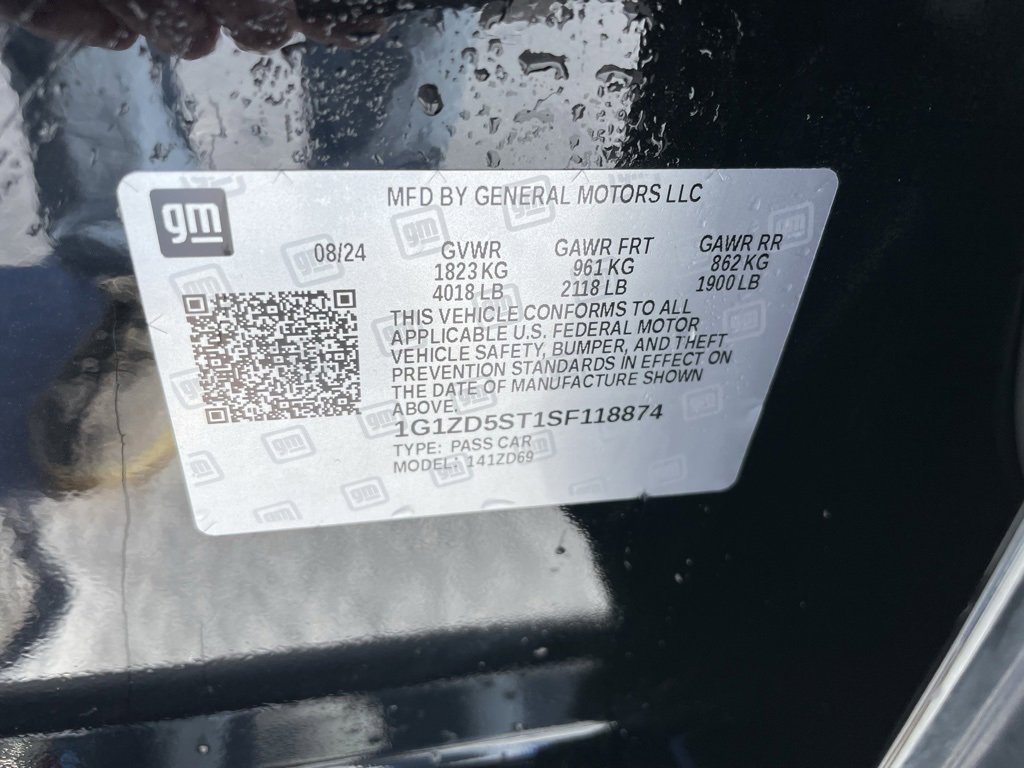 gm
MFD BY GENERAL MOTORS LLC
08/24 GVWR GAWR FRT GAWR RR
1823 KG 961 KG 862 KG
4018 LB 2118 LB 1900 LB
THIS VEHICLE CONFORMS TO ALL
APPLICABLE U.S. FEDERAL MOTOR
VEHICLE SAFETY, BUMPER, AND THEFT
PREVENTION STANDARDS IN EFFECT ON
THE DATE OF MANUFACTURE SHOWN
ABOVE.
1G1ZD5ST1SF118874
TYPE: PASS CAR
MODEL: 141ZD69